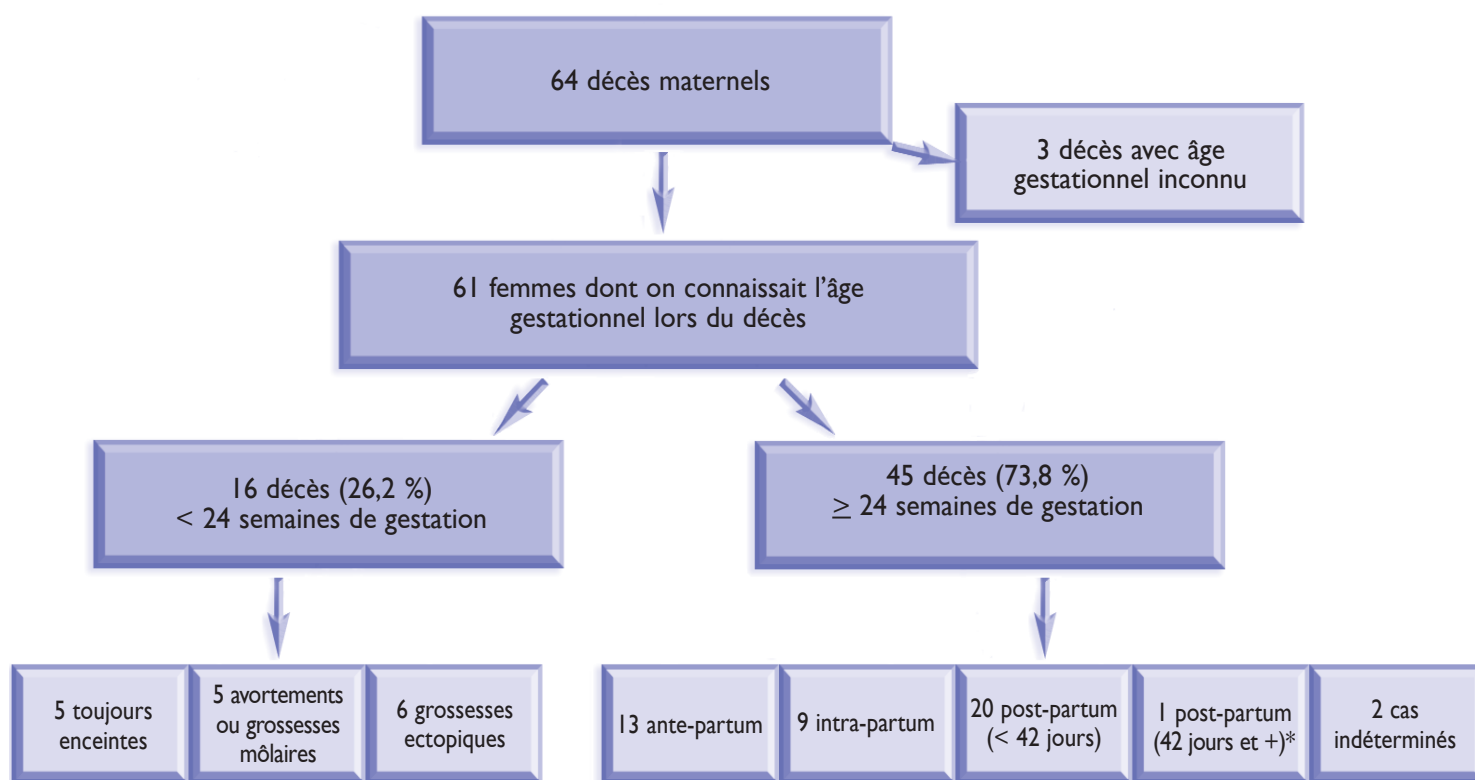 64 décès maternels
3 décès avec âge
gestationnel inconnu
61 femmes dont on connaissait l'âge
gestationnel lors du décès
16 décès (26,2 %)
< 24 semaines de gestation
45 décès (73,8 %)
≥ 24 semaines de gestation
5 toujours
enceintes
5 avortements
ou grossesses
môlaires
6 grossesses
ectopiques
13 ante-partum
9 intra-partum
20 post-partum
(< 42 jours)
1 post-partum
(42 jours et +)*
2 cas
indéterminés